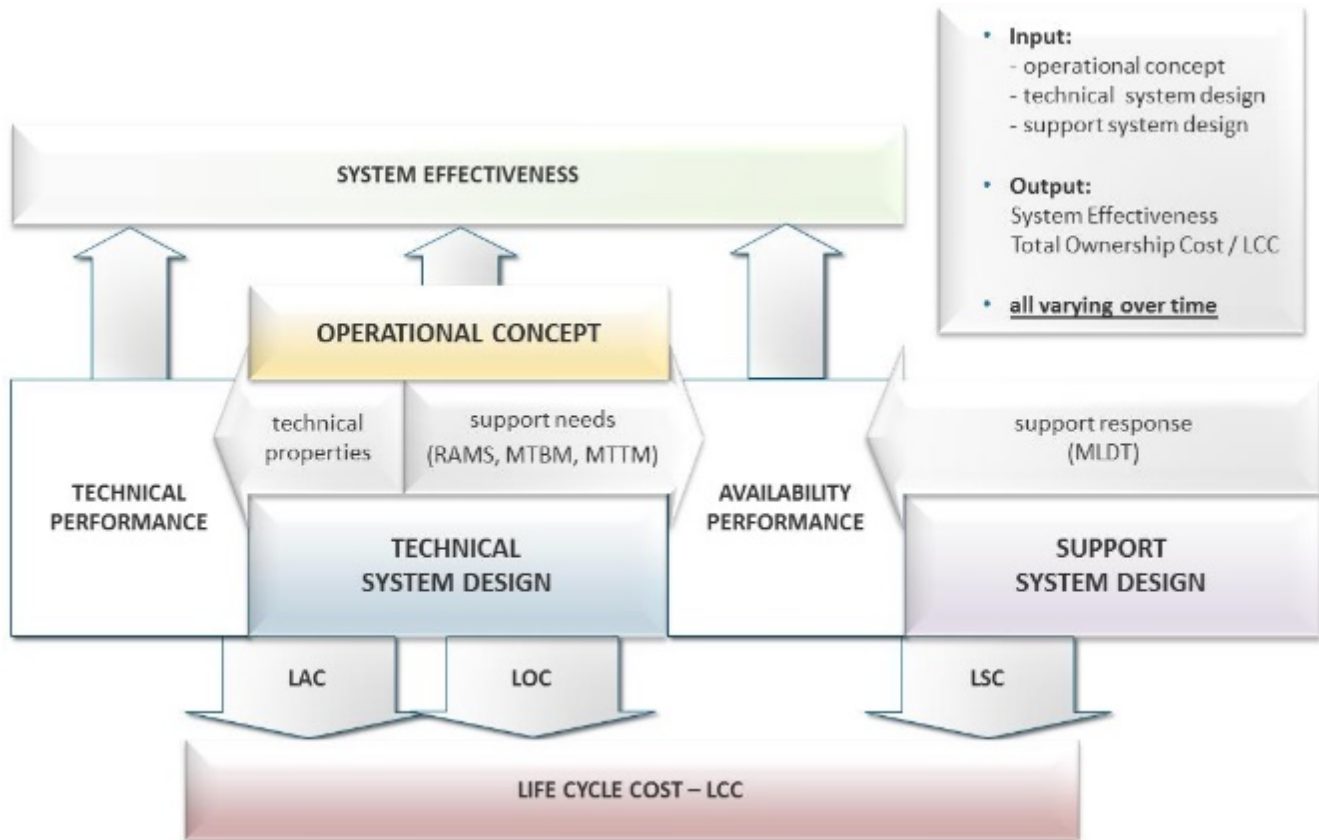 • Input:
- operational concept
- technical system design
- support system design
• Output:
System Effectiveness
Total Ownership Cost / LCC
• all varying over time
SYSTEM EFFECTIVENESS
OPERATIONAL CONCEPT
technical
properties
support needs
(RAMS, MTBM, MTTM)
support response
(MLDT)
TECHNICAL
PERFORMANCE
AVAILABILITY
PERFORMANCE
TECHNICAL
SYSTEM DESIGN
SUPPORT
SYSTEM DESIGN
LAC
LOC
LSC
LIFE CYCLE COST – LCC